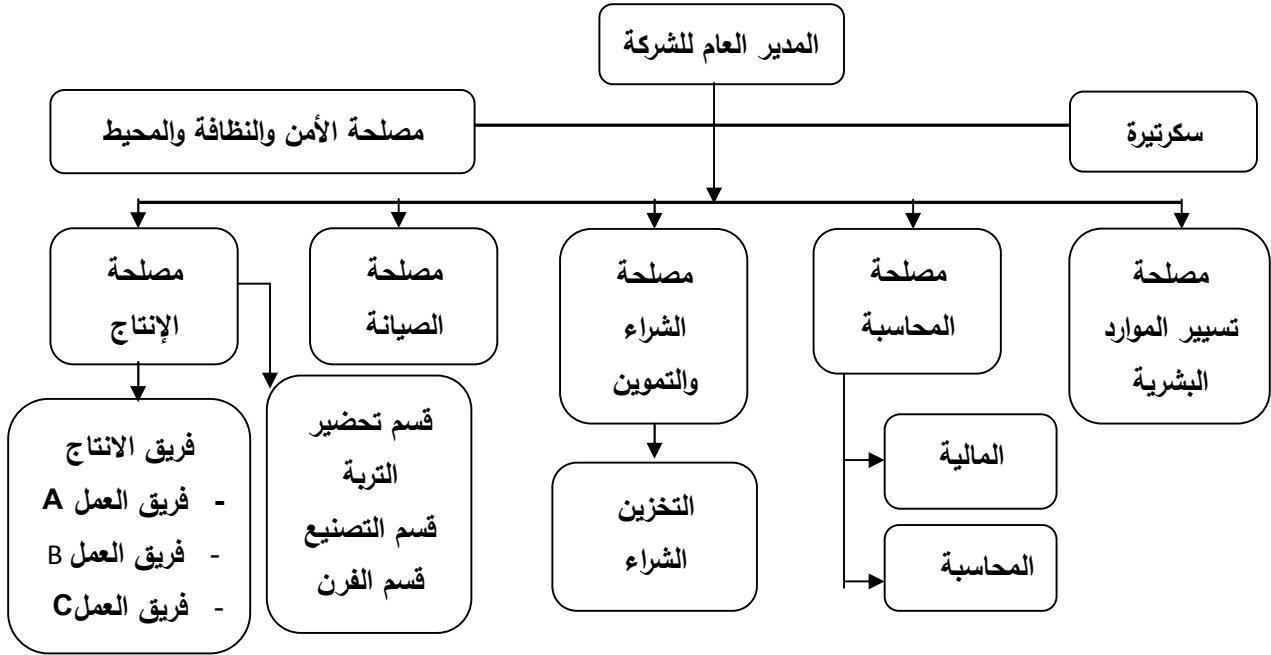 المدير العام للشركة
سكرتيرة
مصلحة الأمن والنظافة والمحيط
مصلحة
تسيير الموارد
البشرية
مصلحة
المحاسبة
مصلحة
الشراء
والتموين
مصلحة
الصيانة
مصلحة
الإنتاج
المالية
المحاسبة
التخزين
الشراء
قسم تحضير
التربة
قسم التصنيع
قسم الفرن
فريق الانتاج
- فريق العمل A
- فريق العمل B
- فريق العملC